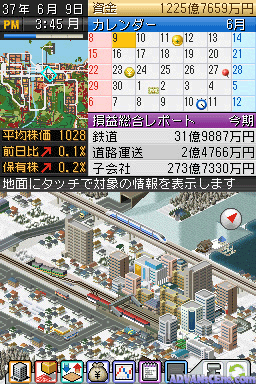 37年 6月 9日
資金 1225億7659万円
PM 3:45 月
カレンダー 6月
8 9 10 11 12 13 14
15 16 17 18 19 20 21
22 23 24 25 26 27 28
29 30
5
6 7 8 9 10 11 12
損益総合レポート 今期
平均株価 1028
鉄道 31億9887万円
前日比 0.1%
道路運送 2億4766万円
保有株 0.2%
子会社 273億7330万円
地面にタッチで対象の情報を表示します